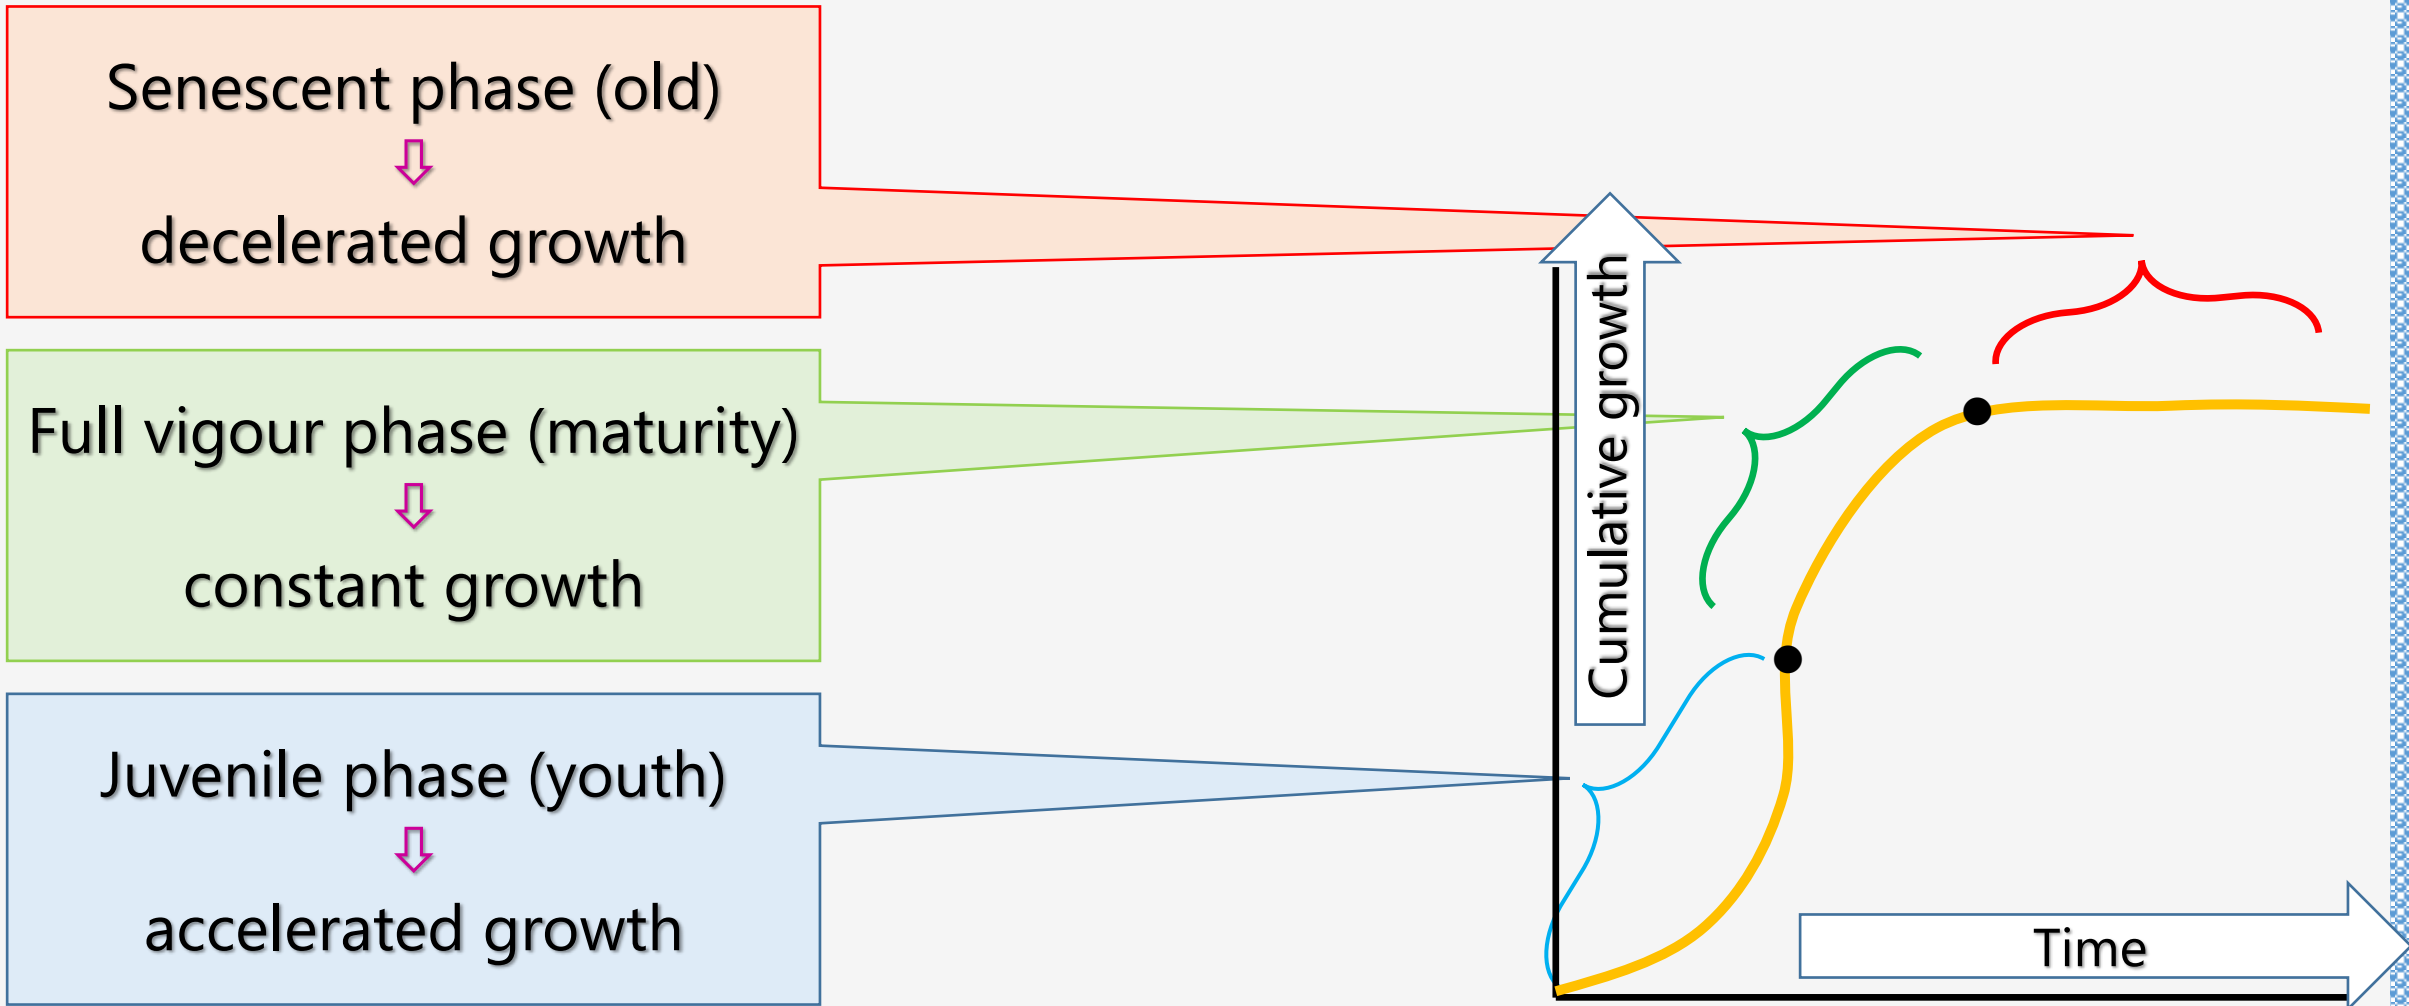 Senescent phase (old)
⇩
decelerated growth
Full vigour phase (maturity)
⇩
constant growth
Juvenile phase (youth)
⇩
accelerated growth
Cumulative growth
Time